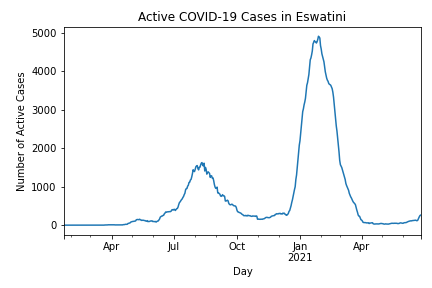 Active COVID-19 Cases in Eswatini
Number of Active Cases
5000
4000
3000
2000
1000
0
Apr
Jul
Oct
Jan
2021
Apr
Day